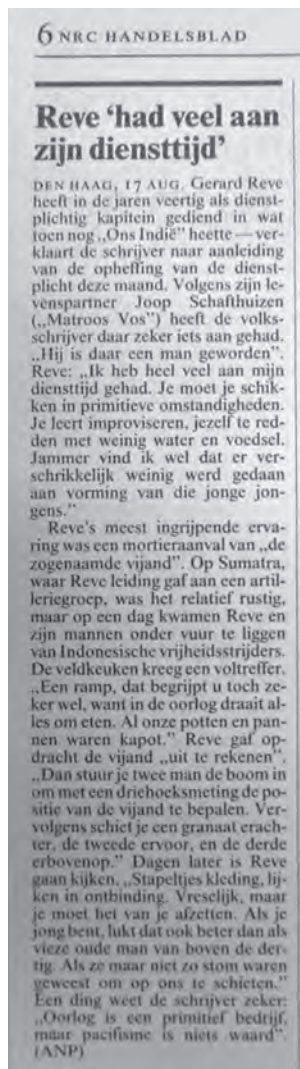 6 NRC HANDELSBLAD
Reve ‘had veel aan
zijn diensttijd’
DEN HAAG, 17 AUG. Gerard Reve
heeft in de jaren veertig als dienst-
plichtig kapitein gediend in wat
toen nog „Ons Indië” heette — ver-
klaart de schrijver naar aanleiding
van de opheffing van de dienst-
plicht deze maand. Volgens zijn le-
venspartner Joop Schafthuizen
(„Matroos Vos”) heeft de volks-
schrijver daar zeker iets aan gehad.
„Hij is daar een man geworden”.
Reve: „Ik heb heel veel aan mijn
diensttijd gehad. Je moet je schik-
ken in primitieve omstandigheden.
Je leert improviseren, jezelf te red-
den met weinig water en voedsel.
Jammer vind ik wel dat er ver-
schrikkelijk weinig werd gedaan
aan vorming van die jonge jon-
gens.”
Reve's meest ingrijpende erva-
ring was een mortieraanval van „de
zogenaamde vijand”. Op Sumatra,
waar Reve leiding gaf aan een artil-
leriegroep, was het relatief rustig,
maar op een dag kwamen Reve en
zijn mannen onder vuur te liggen
van Indonesische vrijheidsstrijders.
De veldkeuken kreeg een voltreffer.
„Een ramp, dat begrijpt u toch ze-
ker wel, want in de oorlog draait al-
les om eten. Al onze potten en pan-
nen waren kapot.” Reve gaf op-
dracht de vijand „uit te rekenen”.
„Dan stuur je twee man de boom in
om met een driehoeksmeting de po-
sitie van de vijand te bepalen. Ver-
volgens schiet je een granaat erach-
ter, de tweede ervoor, en de derde
erbovenop.” Dagen later is Reve
gaan kijken. „Stapeltjes kleding, lij-
ken in ontbinding. Vreselijk, maar
je moet het van je afzetten. Als je
jong bent, lukt dat ook beter dan als
vieze oude man van boven de der-
tig. Als ze maar niet zo stom waren
geweest om op ons te schieten.”
Een ding weet de schrijver zeker:
„Oorlog is een primitief bedrijf,
maar pacifisme is niets waard”.
(ANP)